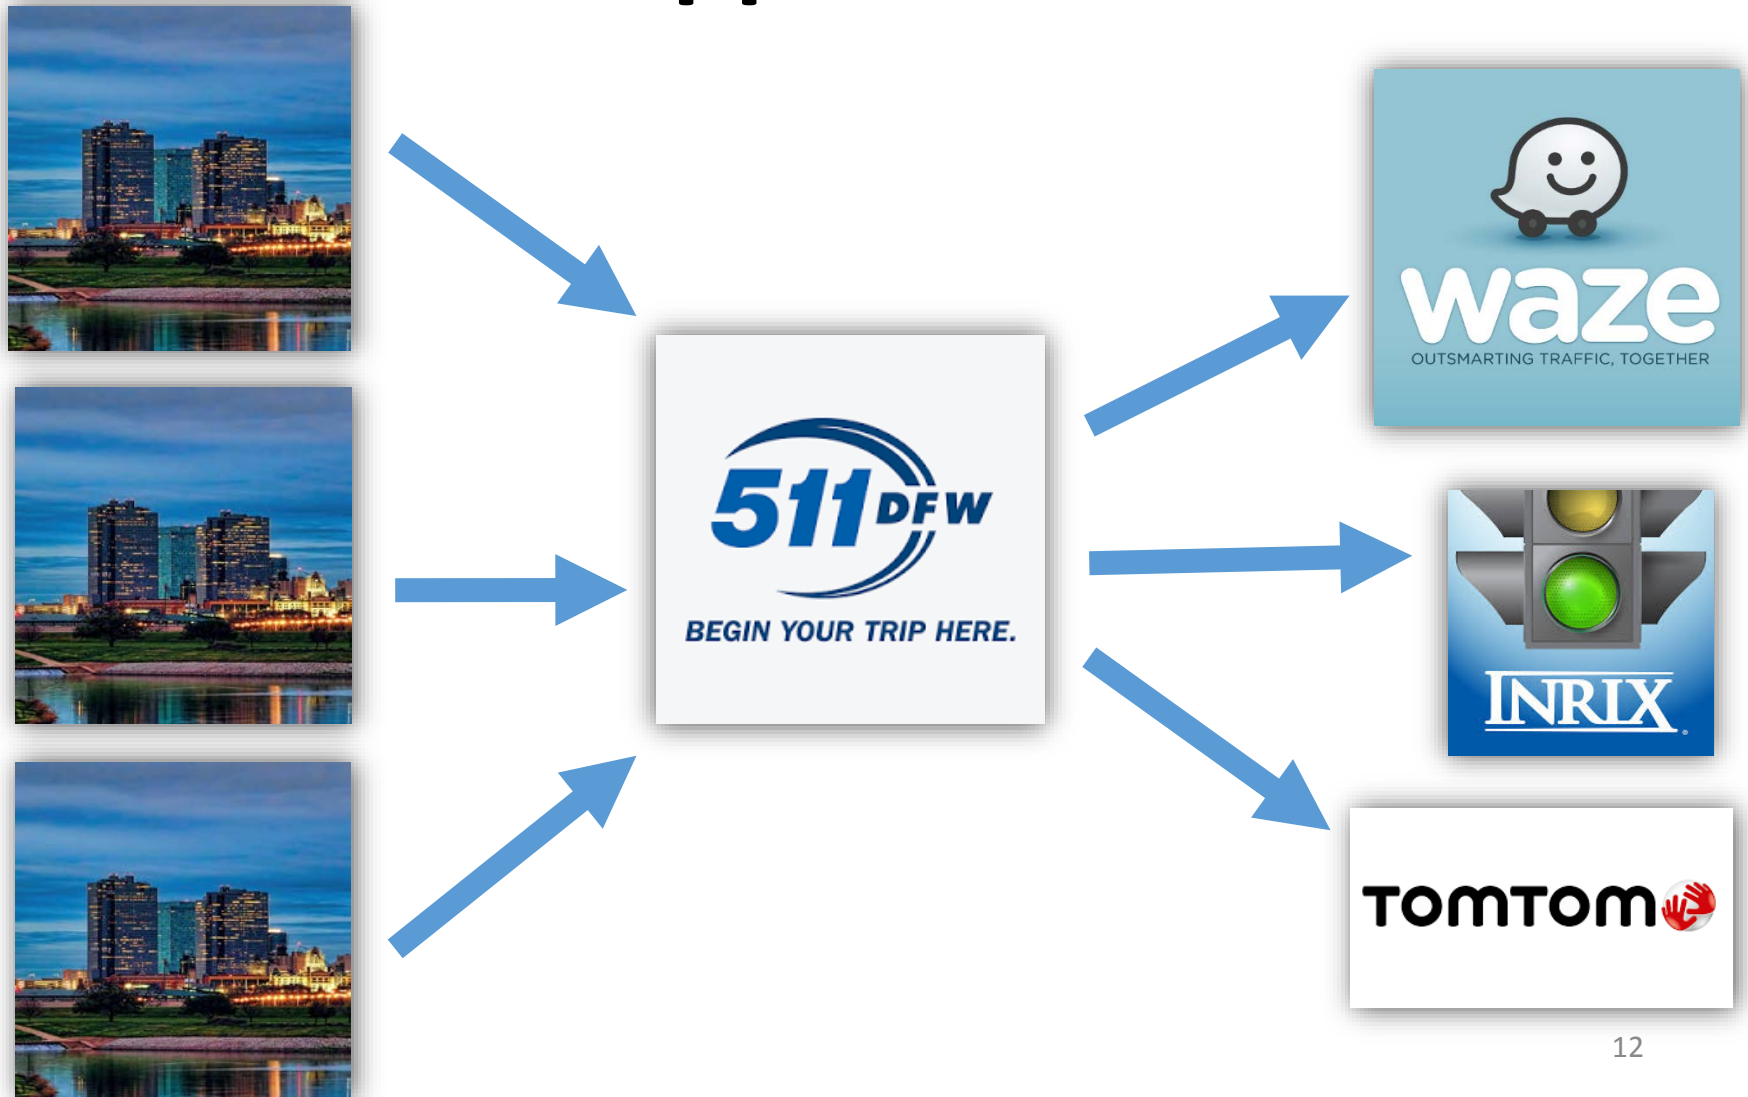 waze
OUTSMARTING TRAFFIC, TOGETHER
511 DFW
BEGIN YOUR TRIP HERE.
INRIX
TOMTOM
12